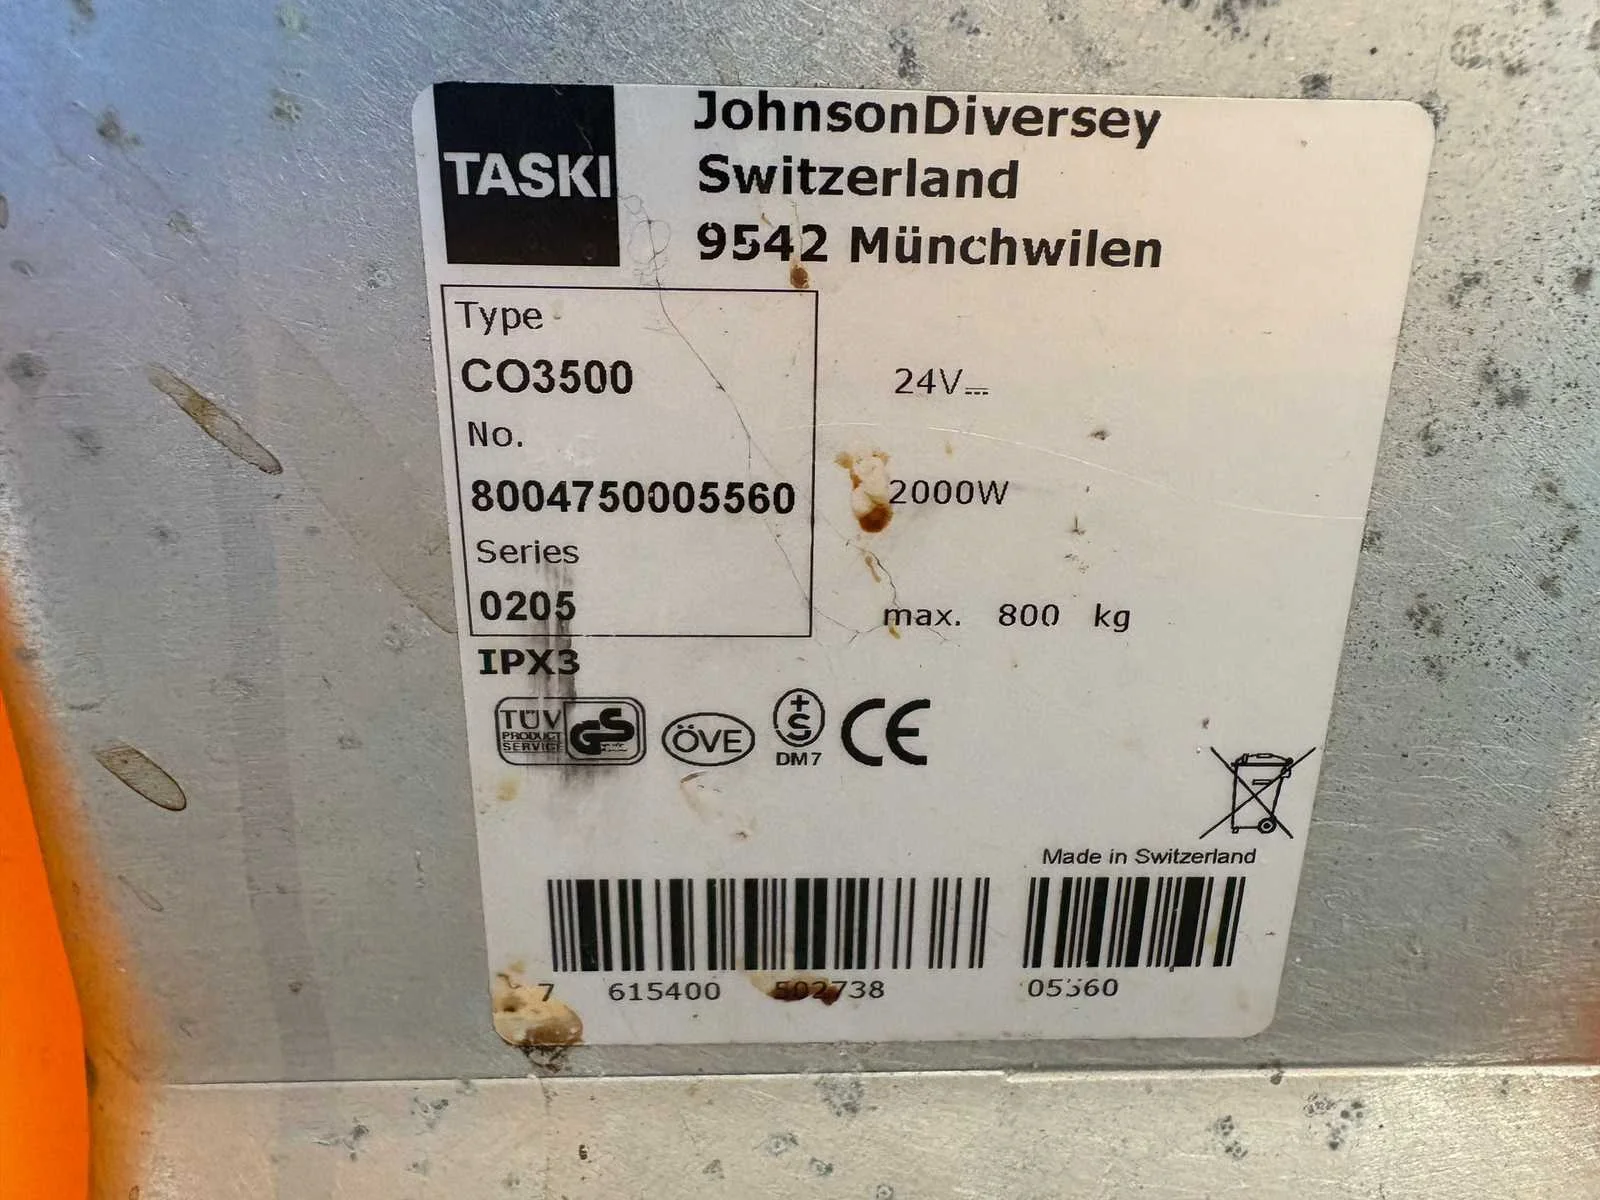 TASKI
JohnsonDiversey
Switzerland
9542 Münchwilen
Type
CO3500
24V
No.
8004750005560
2000W
Series
0205
max. 800 kg
IPX3
TÜV
PRODUCT
SERVICE
GS
ÖVE
+S
DM7
CE
Made in Switzerland
7 615400 502738
05560